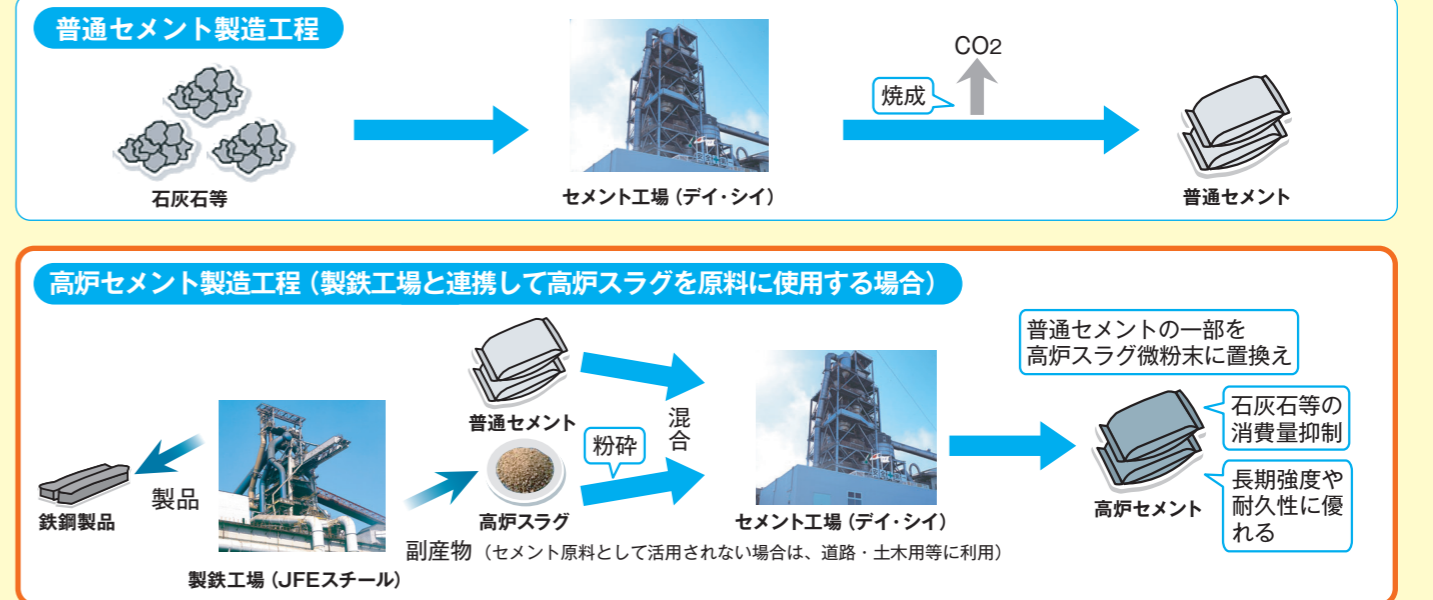 普通セメント製造工程
CO2
焼成
石灰石等
セメント工場（デイ・シイ）
普通セメント
高炉セメント製造工程（製鉄工場と連携して高炉スラグを原料に使用する場合）
普通セメントの一部を
高炉スラグ微粉末に置換え
普通セメント
混合
粉砕
石灰石等の
消費量抑制
製品
鉄鋼製品
高炉スラグ
セメント工場（デイ・シイ）
高炉セメント
長期強度や
耐久性に優
れる
副産物（セメント原料として活用されない場合は、道路・土木用等に利用）
製鉄工場（JFEスチール）